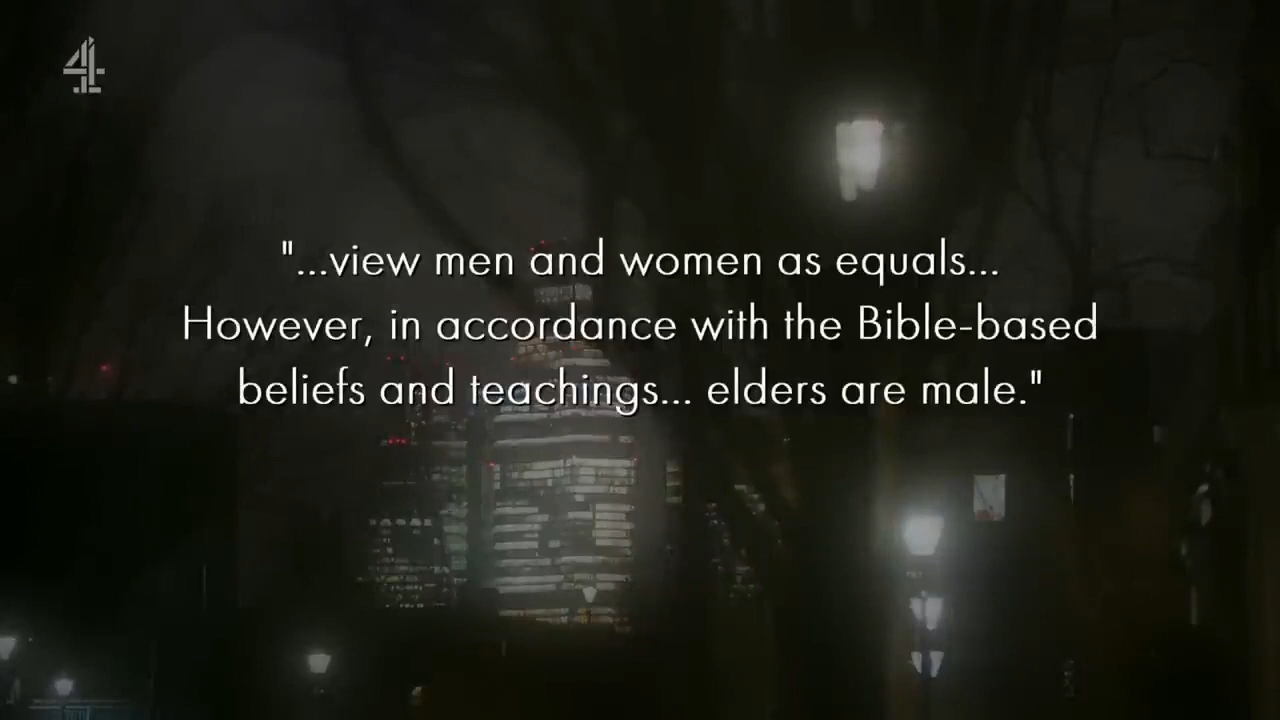 4
"...view men and women as equals...
However, in accordance with the Bible-based
beliefs and teachings... elders are male."